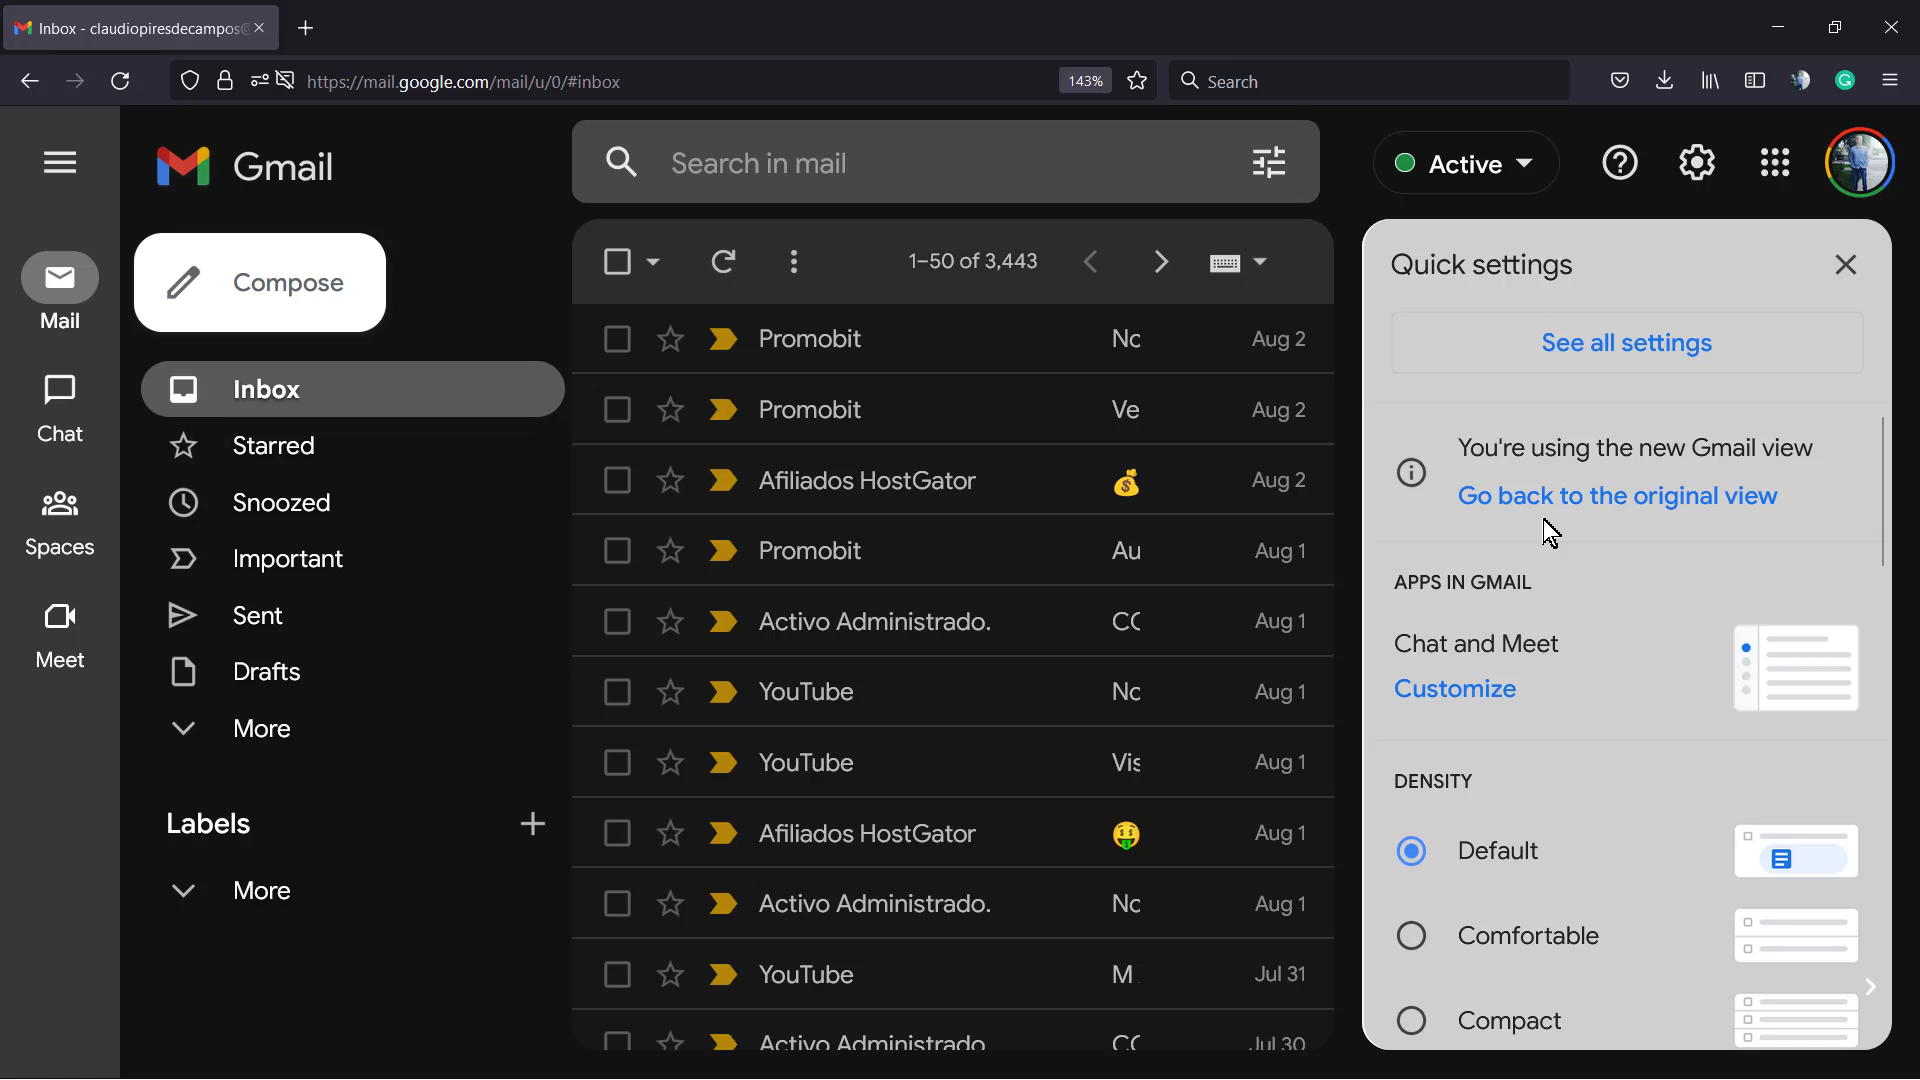 Inbox - claudiopiresdecampos@
https://mail.google.com/mail/u/0/#inbox
143%
Search
Gmail
Search in mail
Active
Compose
1–50 of 3,443
Quick settings
See all settings
Mail
Chat
Spaces
Meet
Inbox
Starred
Snoozed
Important
Sent
Drafts
More
Labels
More
Promobit No Aug 2
Promobit Ve Aug 2
Afiliados HostGator 💰 Aug 2
Promobit Au Aug 1
Activo Administrado. CO Aug 1
YouTube No Aug 1
YouTube Vis Aug 1
Afiliados HostGator 🤑 Aug 1
Activo Administrado. No Aug 1
YouTube M Jul 31
Activo Administrado CO Jul 30
You're using the new Gmail view
Go back to the original view
APPS IN GMAIL
Chat and Meet
Customize
DENSITY
Default
Comfortable
Compact